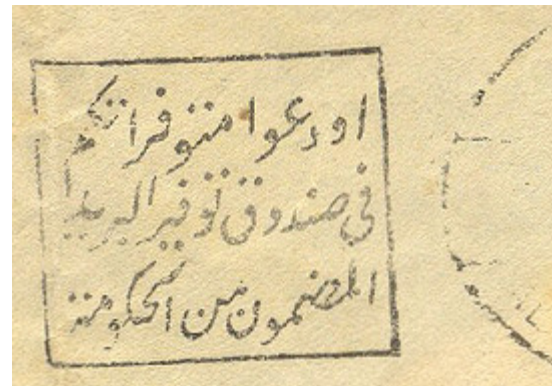 اودعوا متوفراتكم
في صندوق توفير البريد
المضمون من الحكومة